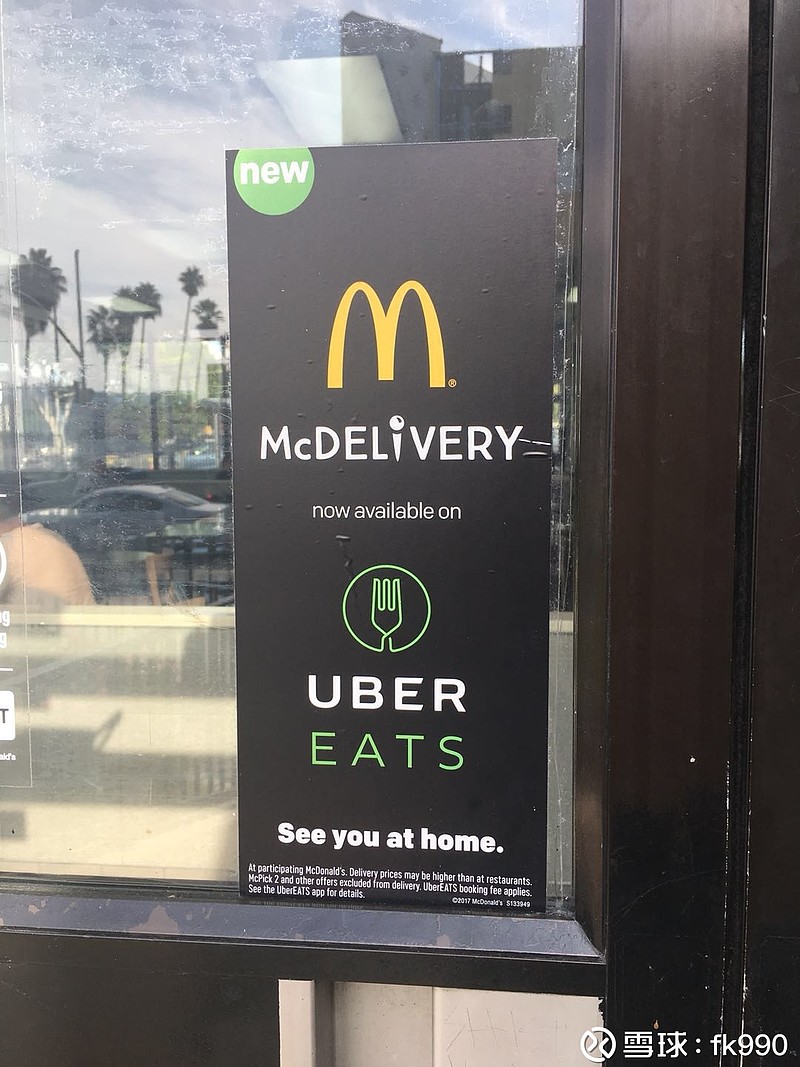 new
M®
McDELiVERY
now available on
UBER
EATS
See you at home.
At participating McDonald's. Delivery prices may be higher than at restaurants.
McPick 2 and other offers excluded from delivery. UberEATS booking fee applies.
See the UberEATS app for details.
©2017 McDonald's S133949
g
g
T
ald's
雪球：fk990